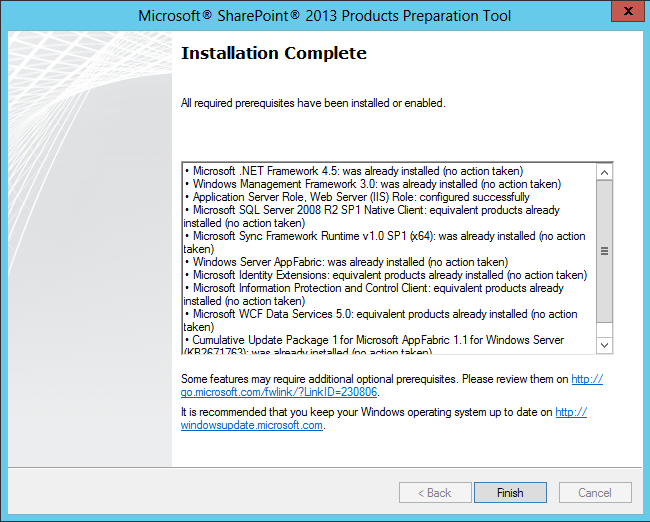 Microsoft® SharePoint® 2013 Products Preparation Tool
x
Installation Complete
All required prerequisites have been installed or enabled.
• Microsoft .NET Framework 4.5: was already installed (no action taken)
• Windows Management Framework 3.0: was already installed (no action taken)
• Application Server Role, Web Server (IIS) Role: configured successfully
• Microsoft SQL Server 2008 R2 SP1 Native Client: equivalent products already
installed (no action taken)
• Microsoft Sync Framework Runtime v1.0 SP1 (x64): was already installed (no action
taken)
• Windows Server AppFabric: was already installed (no action taken)
• Microsoft Identity Extensions: equivalent products already installed (no action taken)
• Microsoft Information Protection and Control Client: equivalent products already
installed (no action taken)
• Microsoft WCF Data Services 5.0: equivalent products already installed (no action
taken)
• Cumulative Update Package 1 for Microsoft AppFabric 1.1 for Windows Server
(KB2671763): was already installed (no action taken)
Some features may require additional optional prerequisites. Please review them on http://
go.microsoft.com/fwlink/?LinkID=230806.
It is recommended that you keep your Windows operating system up to date on http://
windowsupdate.microsoft.com.
< Back
Finish
Cancel